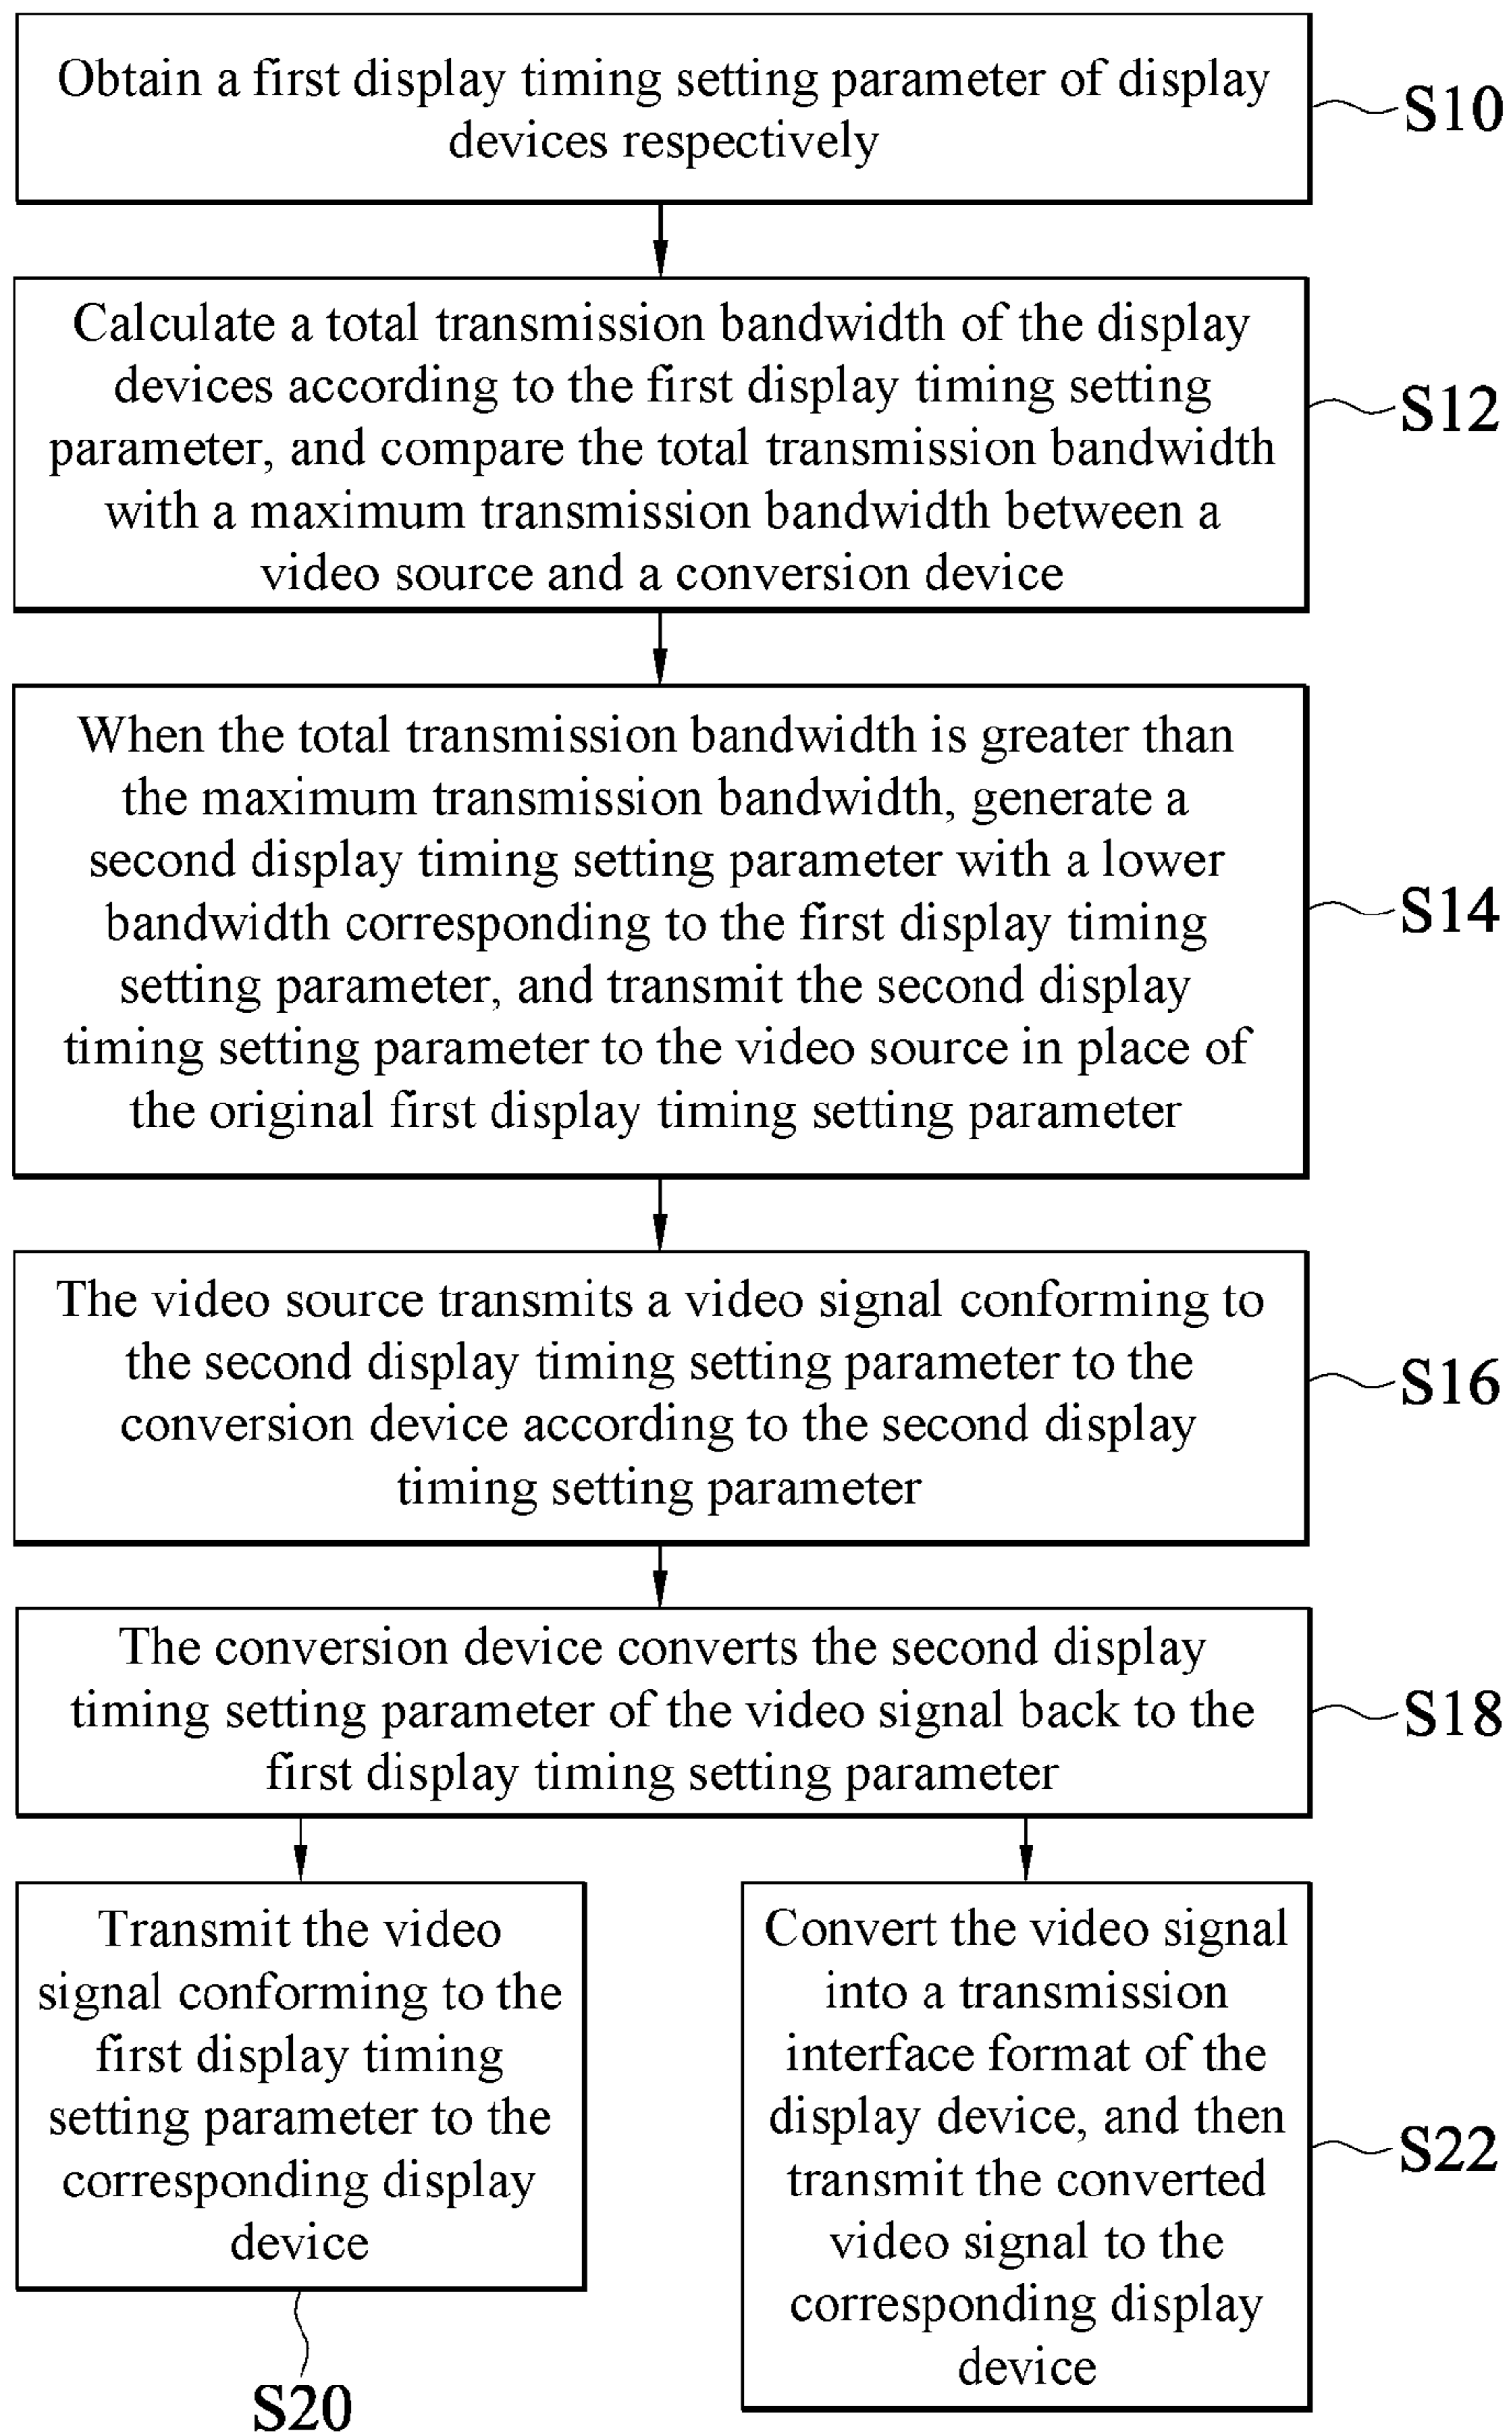 Obtain a first display timing setting parameter of display
devices respectively
S10
Calculate a total transmission bandwidth of the display
devices according to the first display timing setting
parameter, and compare the total transmission bandwidth
with a maximum transmission bandwidth between a
video source and a conversion device
S12
When the total transmission bandwidth is greater than
the maximum transmission bandwidth, generate a
second display timing setting parameter with a lower
bandwidth corresponding to the first display timing
setting parameter, and transmit the second display
timing setting parameter to the video source in place of
the original first display timing setting parameter
S14
The video source transmits a video signal conforming to
the second display timing setting parameter to the
conversion device according to the second display
timing setting parameter
S16
The conversion device converts the second display
timing setting parameter of the video signal back to the
first display timing setting parameter
S18
Transmit the video
signal conforming to the
first display timing
setting parameter to the
corresponding display
device
S20
Convert the video signal
into a transmission
interface format of the
display device, and then
transmit the converted
video signal to the
corresponding display
device
S22